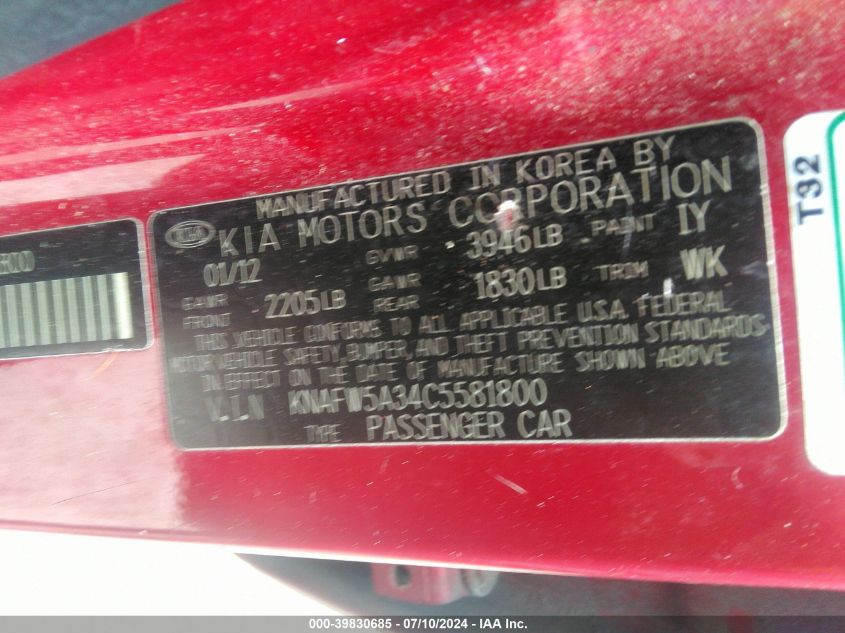 MANUFACTURED IN KOREA BY
KIA KIA MOTORS CORPORATION
01/12 GVWR 3946LB PAINT IY
GAWR FRONT 2205LB GAWR REAR 1830LB TRIM WK
THIS VEHICLE CONFORMS TO ALL APPLICABLE U.S.A. FEDERAL
MOTOR VEHICLE SAFETY, BUMPER, AND THEFT PREVENTION STANDARDS
IN EFFECT ON THE DATE OF MANUFACTURE SHOWN ABOVE
V.I.N KNAFW5A34C5581800
TYPE PASSENGER CAR
T32
000-39830685 - 07/10/2024 - IAA Inc.